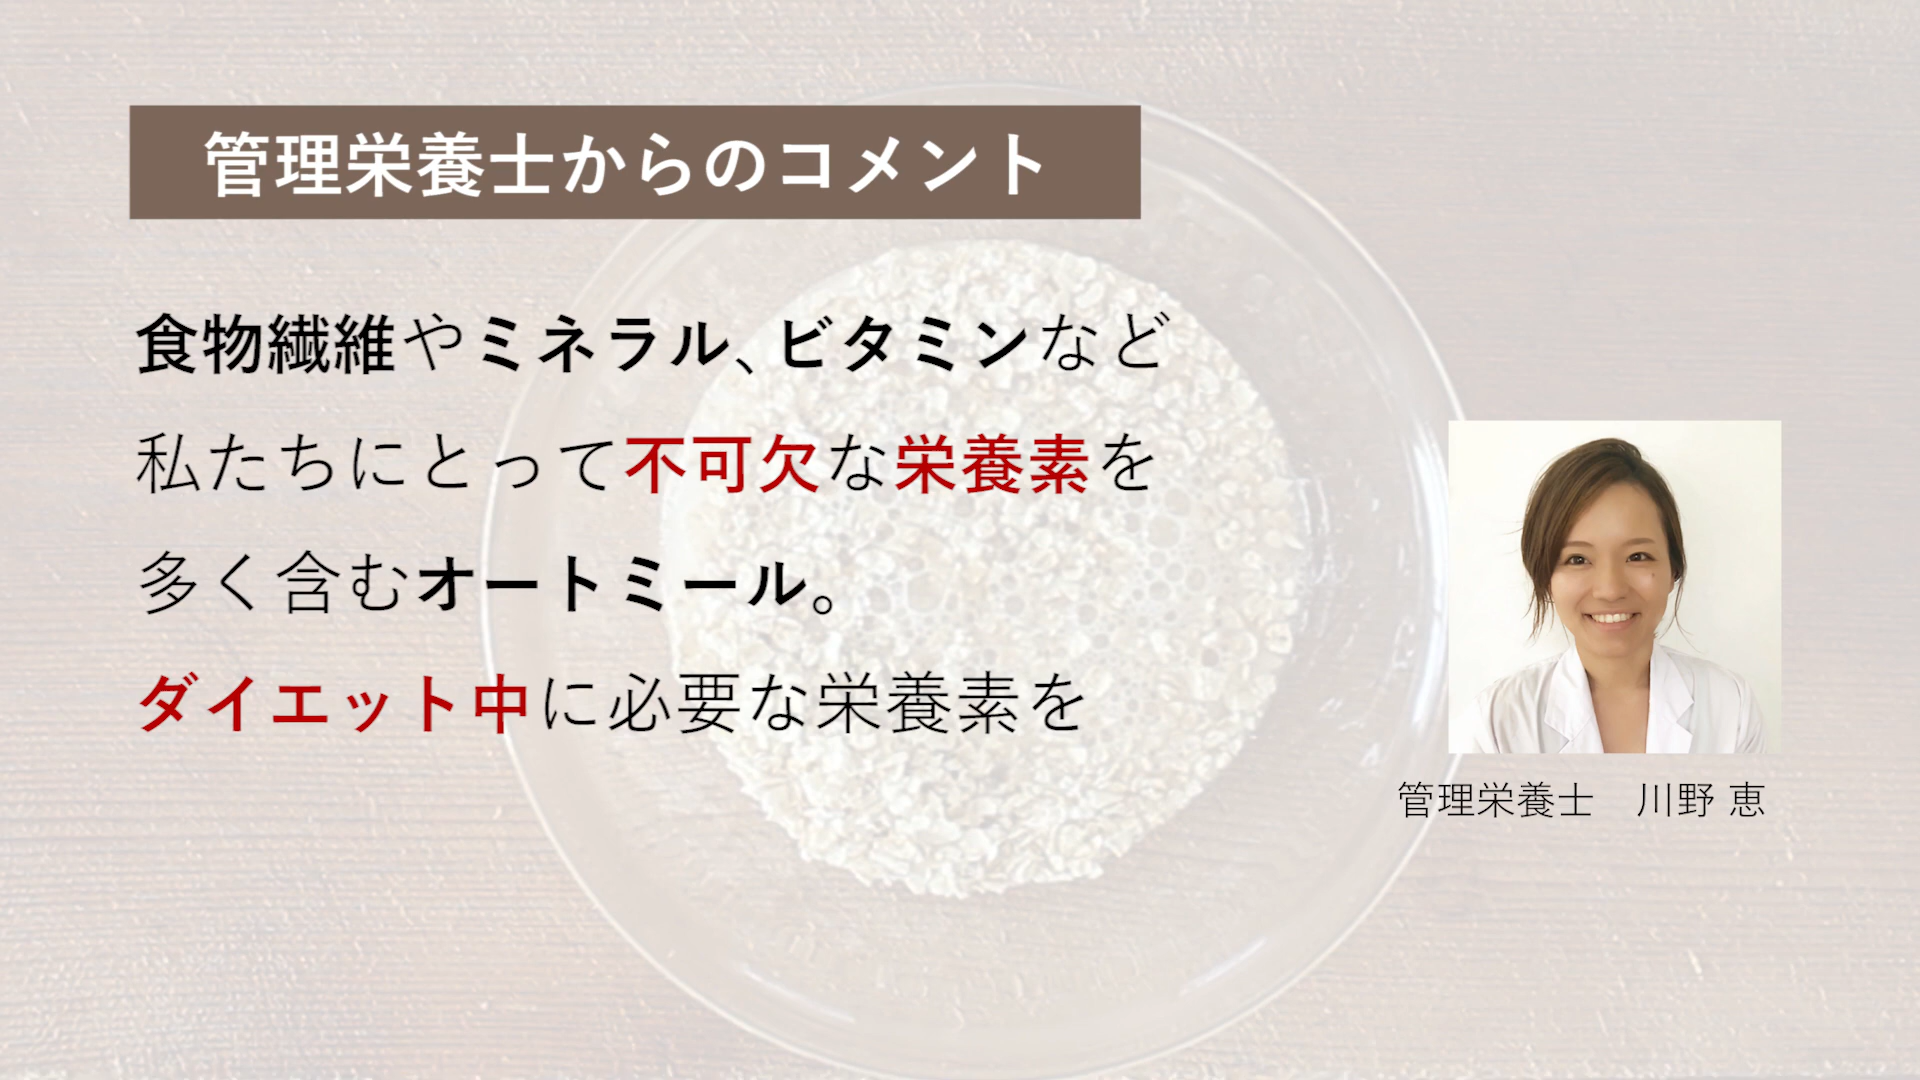 管理栄養士からのコメント
食物繊維やミネラル、ビタミンなど
私たちにとって不可欠な栄養素を
多く含むオートミール。
ダイエット中に必要な栄養素を
管理栄養士　川野 恵